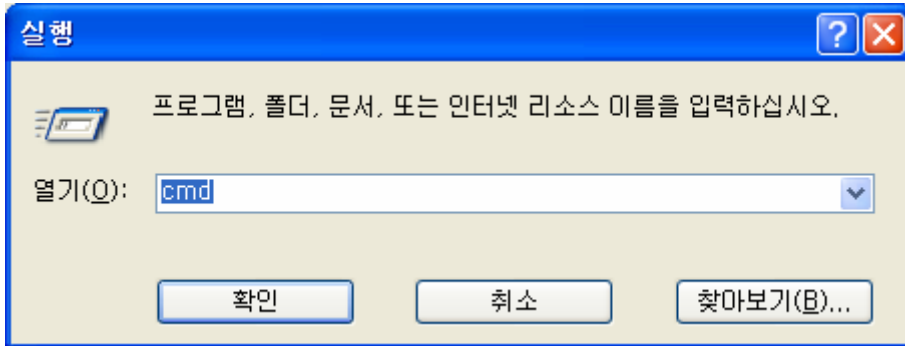 실행
프로그램, 폴더, 문서, 또는 인터넷 리소스 이름을 입력하십시오.
열기(O): cmd
확인 취소 찾아보기(B)...